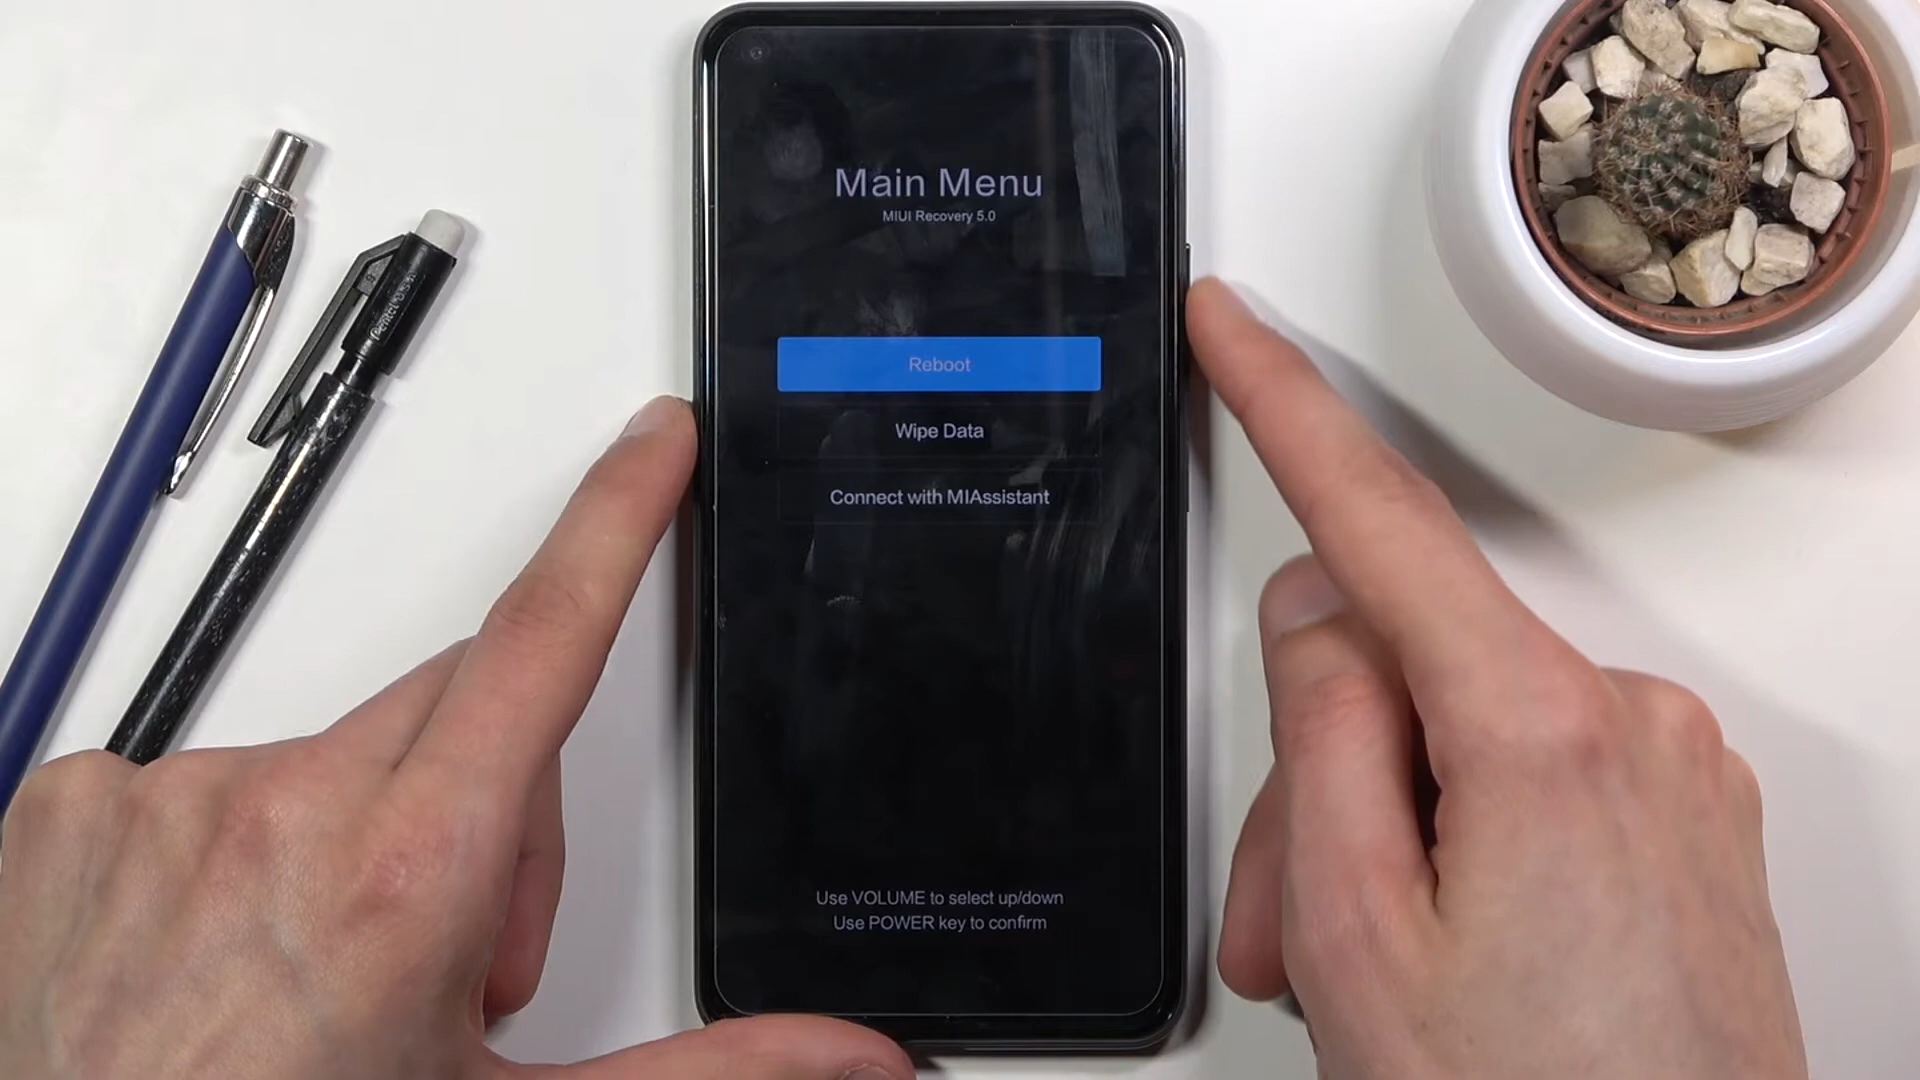 Main Menu
MIUI Recovery 5.0
Reboot
Wipe Data
Connect with MIAssistant
Use VOLUME to select up/down
Use POWER key to confirm
Pentel